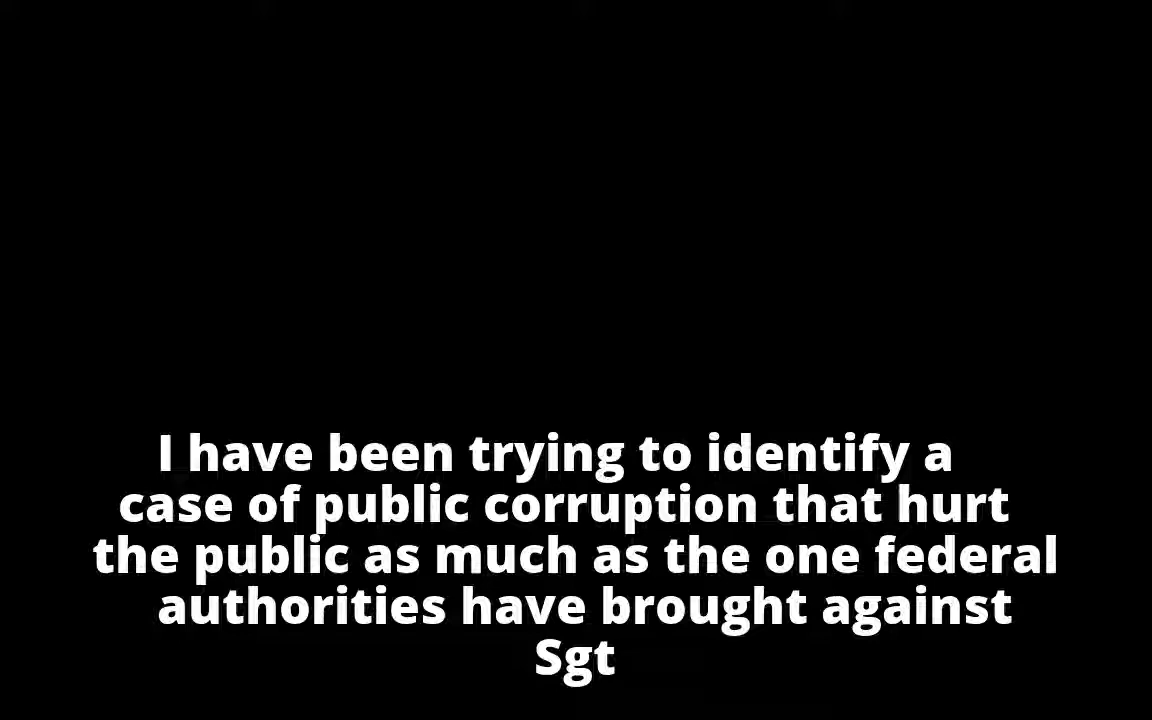 I have been trying to identify a
case of public corruption that hurt
the public as much as the one federal
authorities have brought against
Sgt